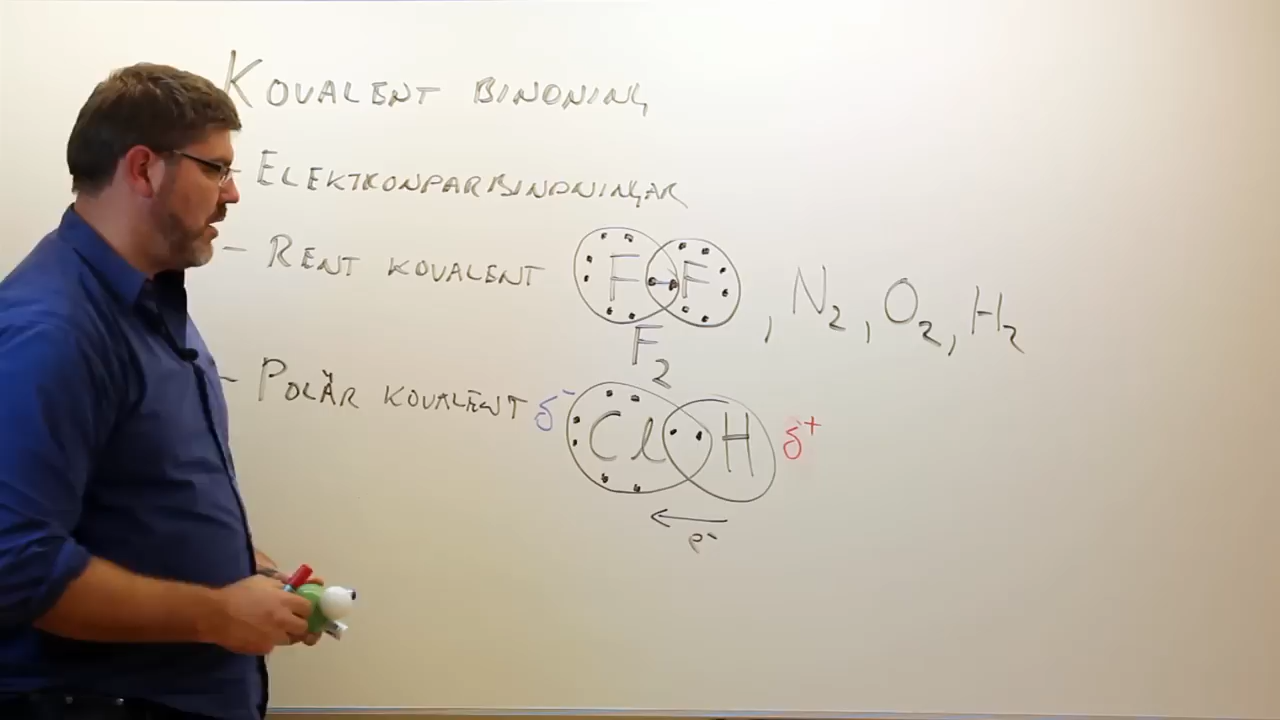 KOVALENT BINDNING
- ELEKTRONPARBINDNINGAR
- RENT KOVALENT F F , N₂ , O₂ , H₂
F₂
- POLÄR KOVALENT δ⁻ Cl H δ⁺
e⁻